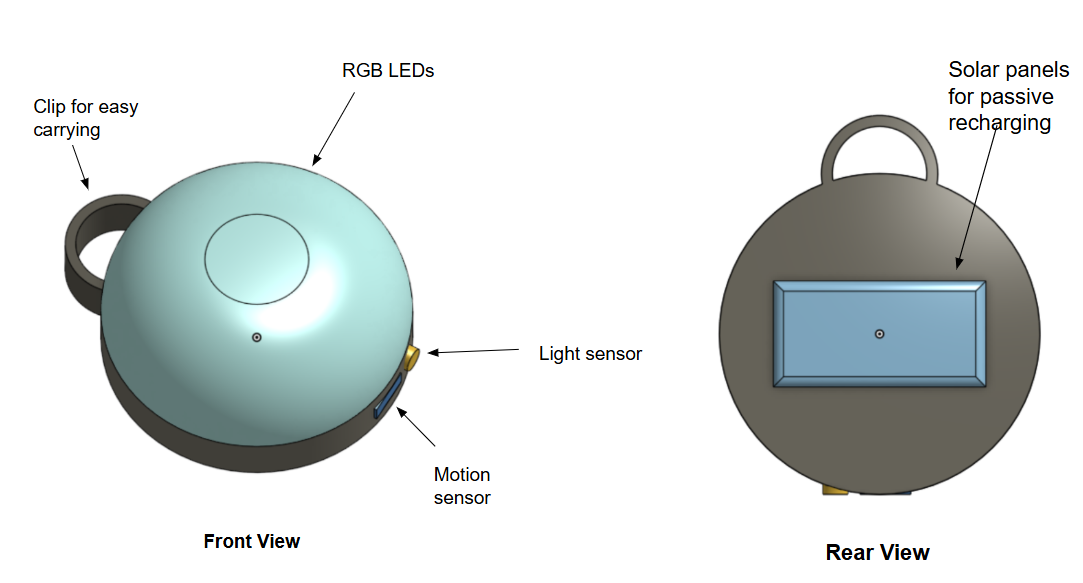 RGB LEDs
Clip for easy
carrying
Light sensor
Motion
sensor
Front View
Solar panels
for passive
recharging
Rear View